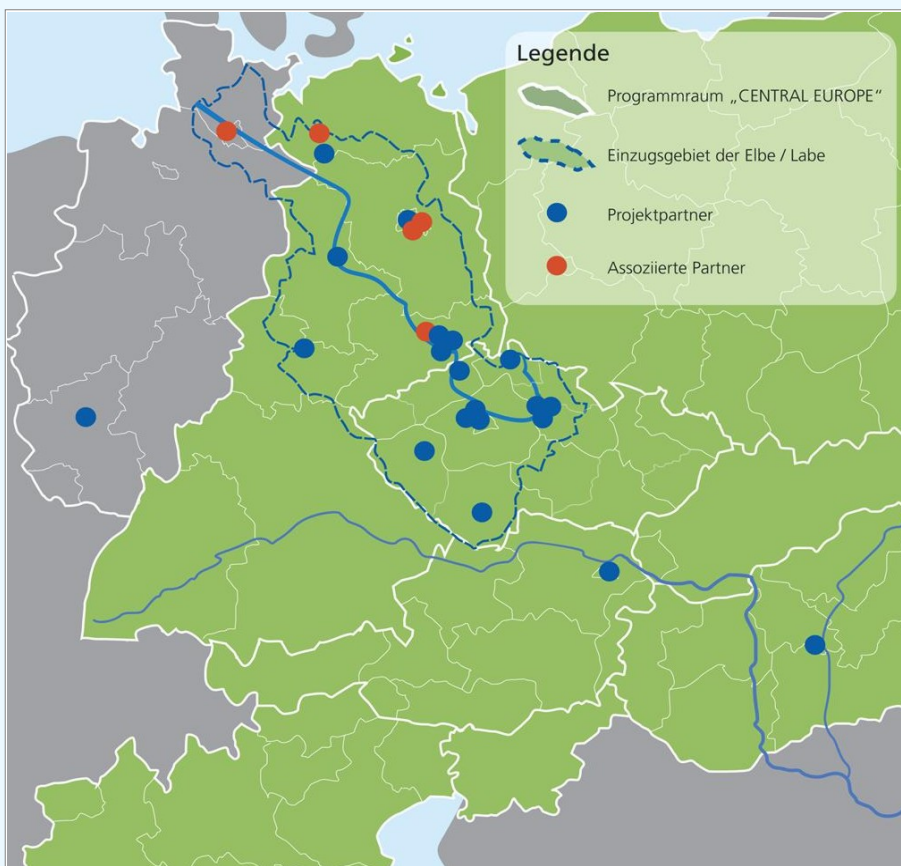 Legende
Programmraum „CENTRAL EUROPE“
Einzugsgebiet der Elbe / Labe
Projektpartner
Assoziierte Partner